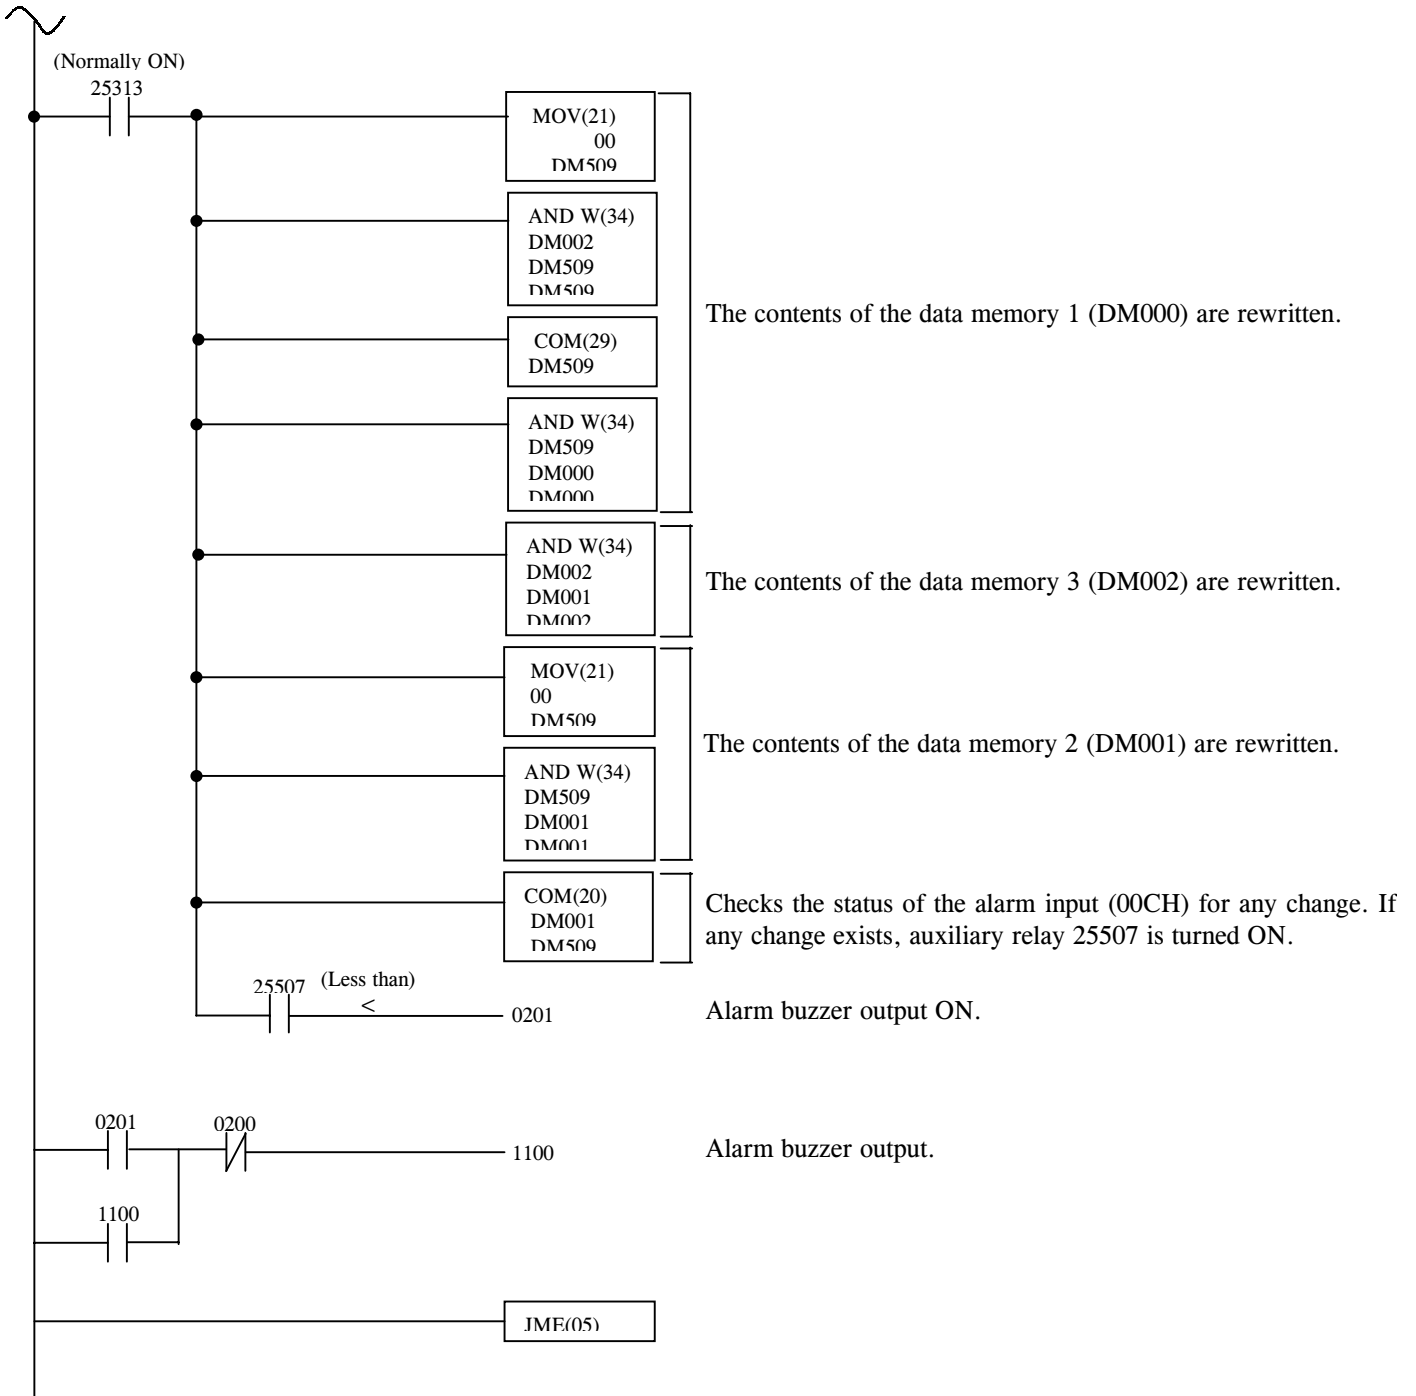 (Normally ON)
25313
MOV(21)
00
DM509
AND W(34)
DM002
DM509
DM509
The contents of the data memory 1 (DM000) are rewritten.
COM(29)
DM509
AND W(34)
DM509
DM000
DM000
AND W(34)
DM002
DM001
DM002
The contents of the data memory 3 (DM002) are rewritten.
MOV(21)
00
DM509
The contents of the data memory 2 (DM001) are rewritten.
AND W(34)
DM509
DM001
DM001
COM(20)
DM001
DM509
Checks the status of the alarm input (00CH) for any change. If
any change exists, auxiliary relay 25507 is turned ON.
25507
(Less than)
<
0201
Alarm buzzer output ON.
0201
0200
1100
Alarm buzzer output.
1100
JME(05)